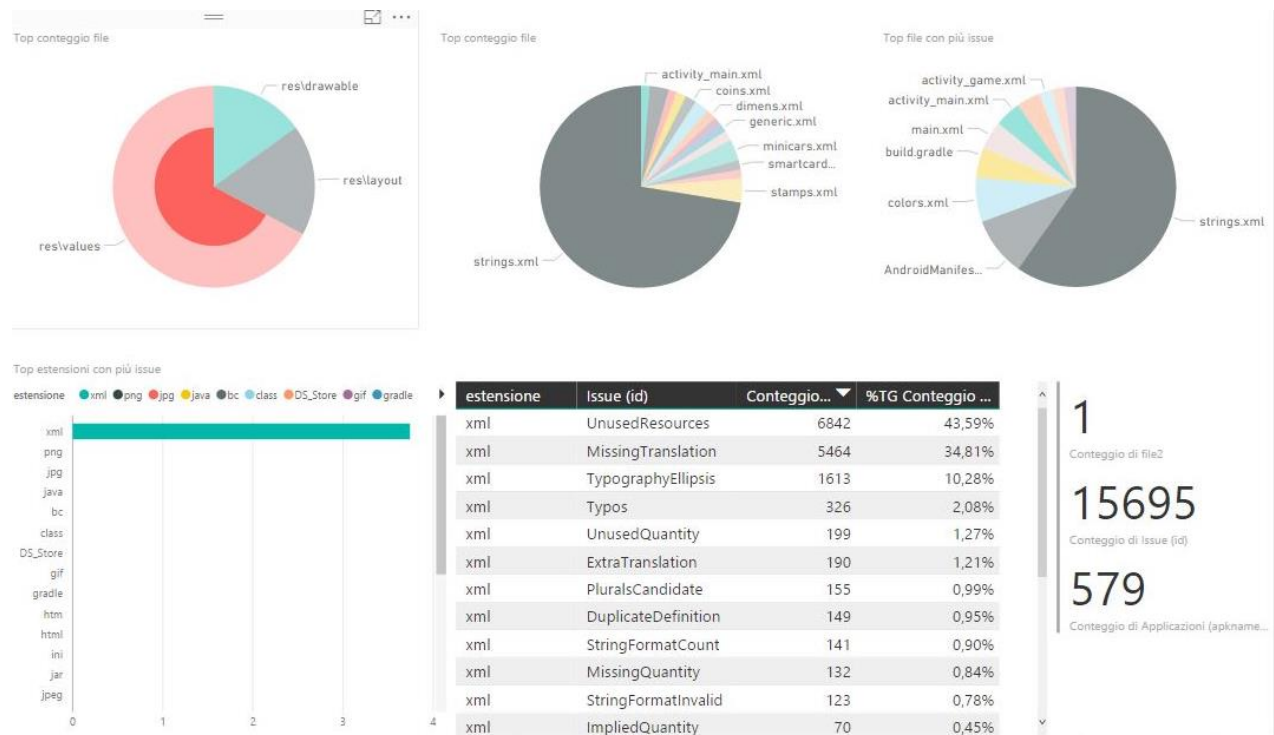 Top conteggio file
res\drawable
res\layout
res\values
Top conteggio file
activity_main.xml
coins.xml
dimens.xml
generic.xml
minicars.xml
smartcard...
stamps.xml
strings.xml
Top file con più issue
activity_game.xml
activity_main.xml
main.xml
build.gradle
colors.xml
AndroidManifes...
strings.xml
Top estensioni con più issue
estensione xml png jpg java bc class DS_Store gif gradle
xml
png
jpg
java
bc
class
DS_Store
gif
gradle
htm
html
ini
jar
jpeg
0 1 2 3 4
estensione Issue (id) Conteggio... %TG Conteggio ...
xml UnusedResources 6842 43,59%
xml MissingTranslation 5464 34,81%
xml TypographyEllipsis 1613 10,28%
xml Typos 326 2,08%
xml UnusedQuantity 199 1,27%
xml ExtraTranslation 190 1,21%
xml PluralsCandidate 155 0,99%
xml DuplicateDefinition 149 0,95%
xml StringFormatCount 141 0,90%
xml MissingQuantity 132 0,84%
xml StringFormatInvalid 123 0,78%
xml ImpliedQuantity 70 0,45%
1
Conteggio di file2
15695
Conteggio di Issue (id)
579
Conteggio di Applicazioni (apkname...